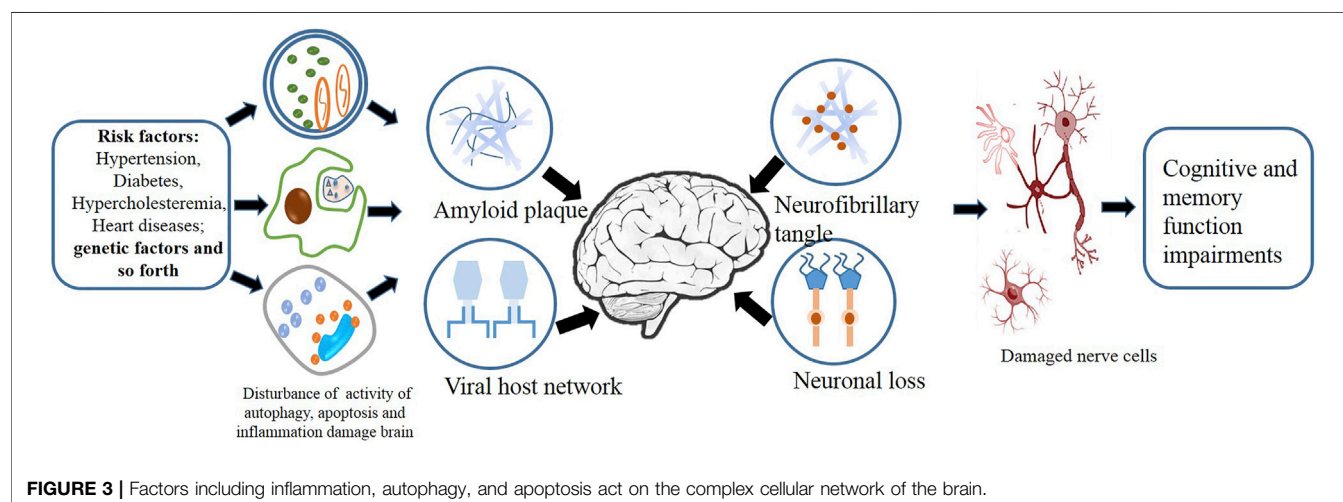 Risk factors:
Hypertension,
Diabetes,
Hypercholesteremia,
Heart diseases;
genetic factors and
so forth
Disturbance of activity of
autophagy, apoptosis and
inflammation damage brain
Amyloid plaque
Viral host network
Neurofibrillary
tangle
Neuronal loss
Damaged nerve cells
Cognitive and
memory
function
impairments
FIGURE 3 | Factors including inflammation, autophagy, and apoptosis act on the complex cellular network of the brain.